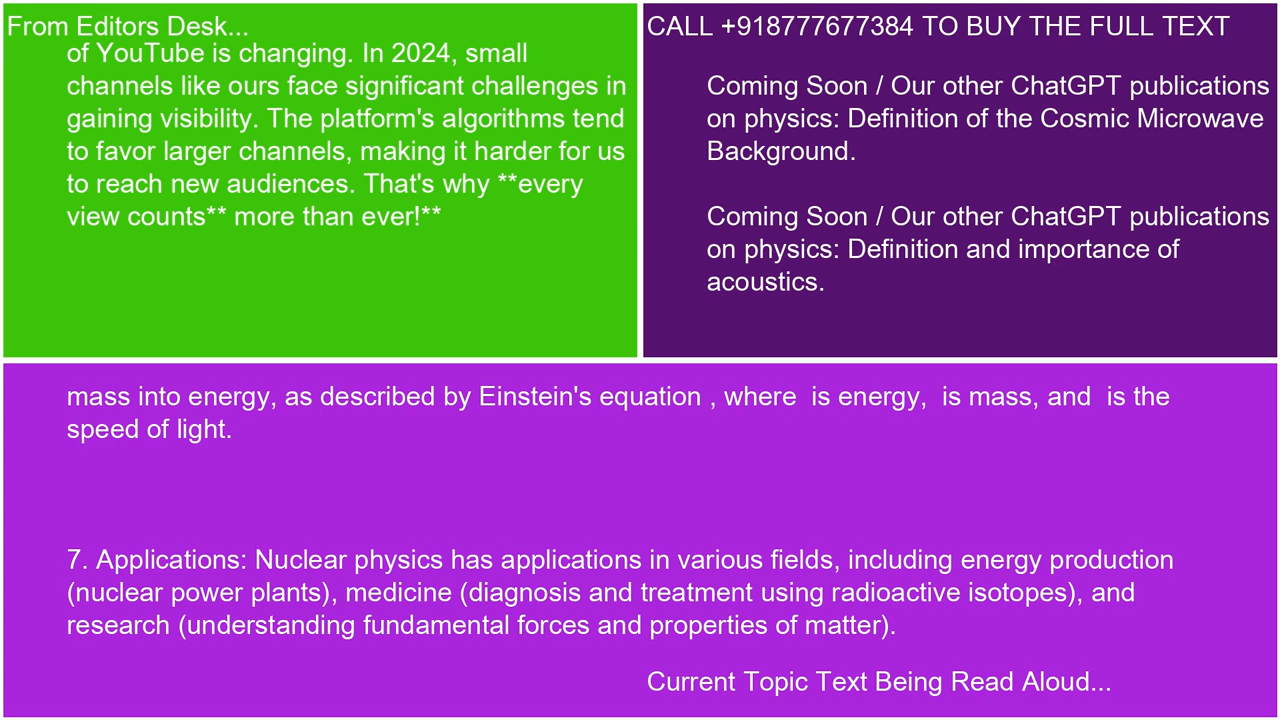 From Editors Desk...
of YouTube is changing. In 2024, small
channels like ours face significant challenges in
gaining visibility. The platform's algorithms tend
to favor larger channels, making it harder for us
to reach new audiences. That's why **every
view counts** more than ever!**
CALL +918777677384 TO BUY THE FULL TEXT
Coming Soon / Our other ChatGPT publications
on physics: Definition of the Cosmic Microwave
Background.
Coming Soon / Our other ChatGPT publications
on physics: Definition and importance of
acoustics.
mass into energy, as described by Einstein's equation , where  is energy,  is mass, and  is the
speed of light.
7. Applications: Nuclear physics has applications in various fields, including energy production
(nuclear power plants), medicine (diagnosis and treatment using radioactive isotopes), and
research (understanding fundamental forces and properties of matter).
Current Topic Text Being Read Aloud...